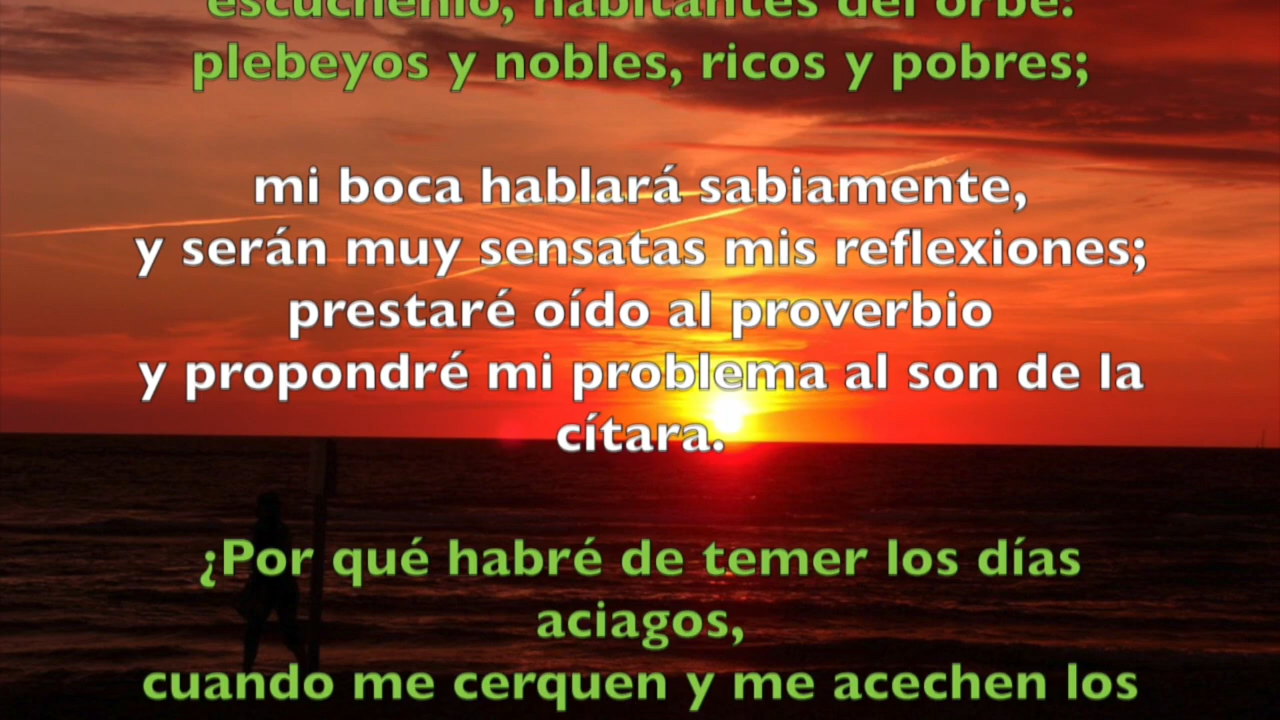 escúchenlo, habitantes del orbe:
plebeyos y nobles, ricos y pobres;
mi boca hablará sabiamente,
y serán muy sensatas mis reflexiones;
prestaré oído al proverbio
y propondré mi problema al son de la
cítara.
¿Por qué habré de temer los días
aciagos,
cuando me cerquen y me acechen los